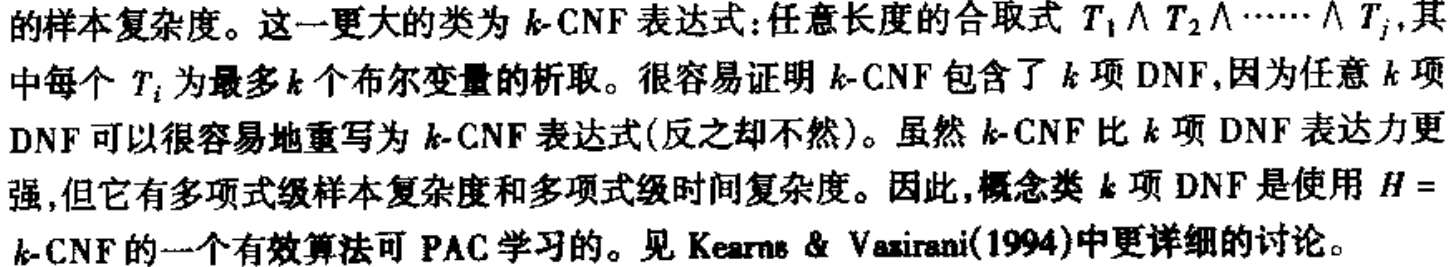 的样本复杂度。这一更大的类为 k-CNF 表达式:任意长度的合取式 T₁∧T₂∧……∧T_j,其
中每个 T_i 为最多 k 个布尔变量的析取。很容易证明 k-CNF 包含了 k 项 DNF,因为任意 k 项
DNF 可以很容易地重写为 k-CNF 表达式(反之却不然)。虽然 k-CNF 比 k 项 DNF 表达力更
强,但它有多项式级样本复杂度和多项式级时间复杂度。因此,概念类 k 项 DNF 是使用 H =
k-CNF 的一个有效算法可 PAC 学习的。见 Kearns & Vazirani(1994)中更详细的讨论。